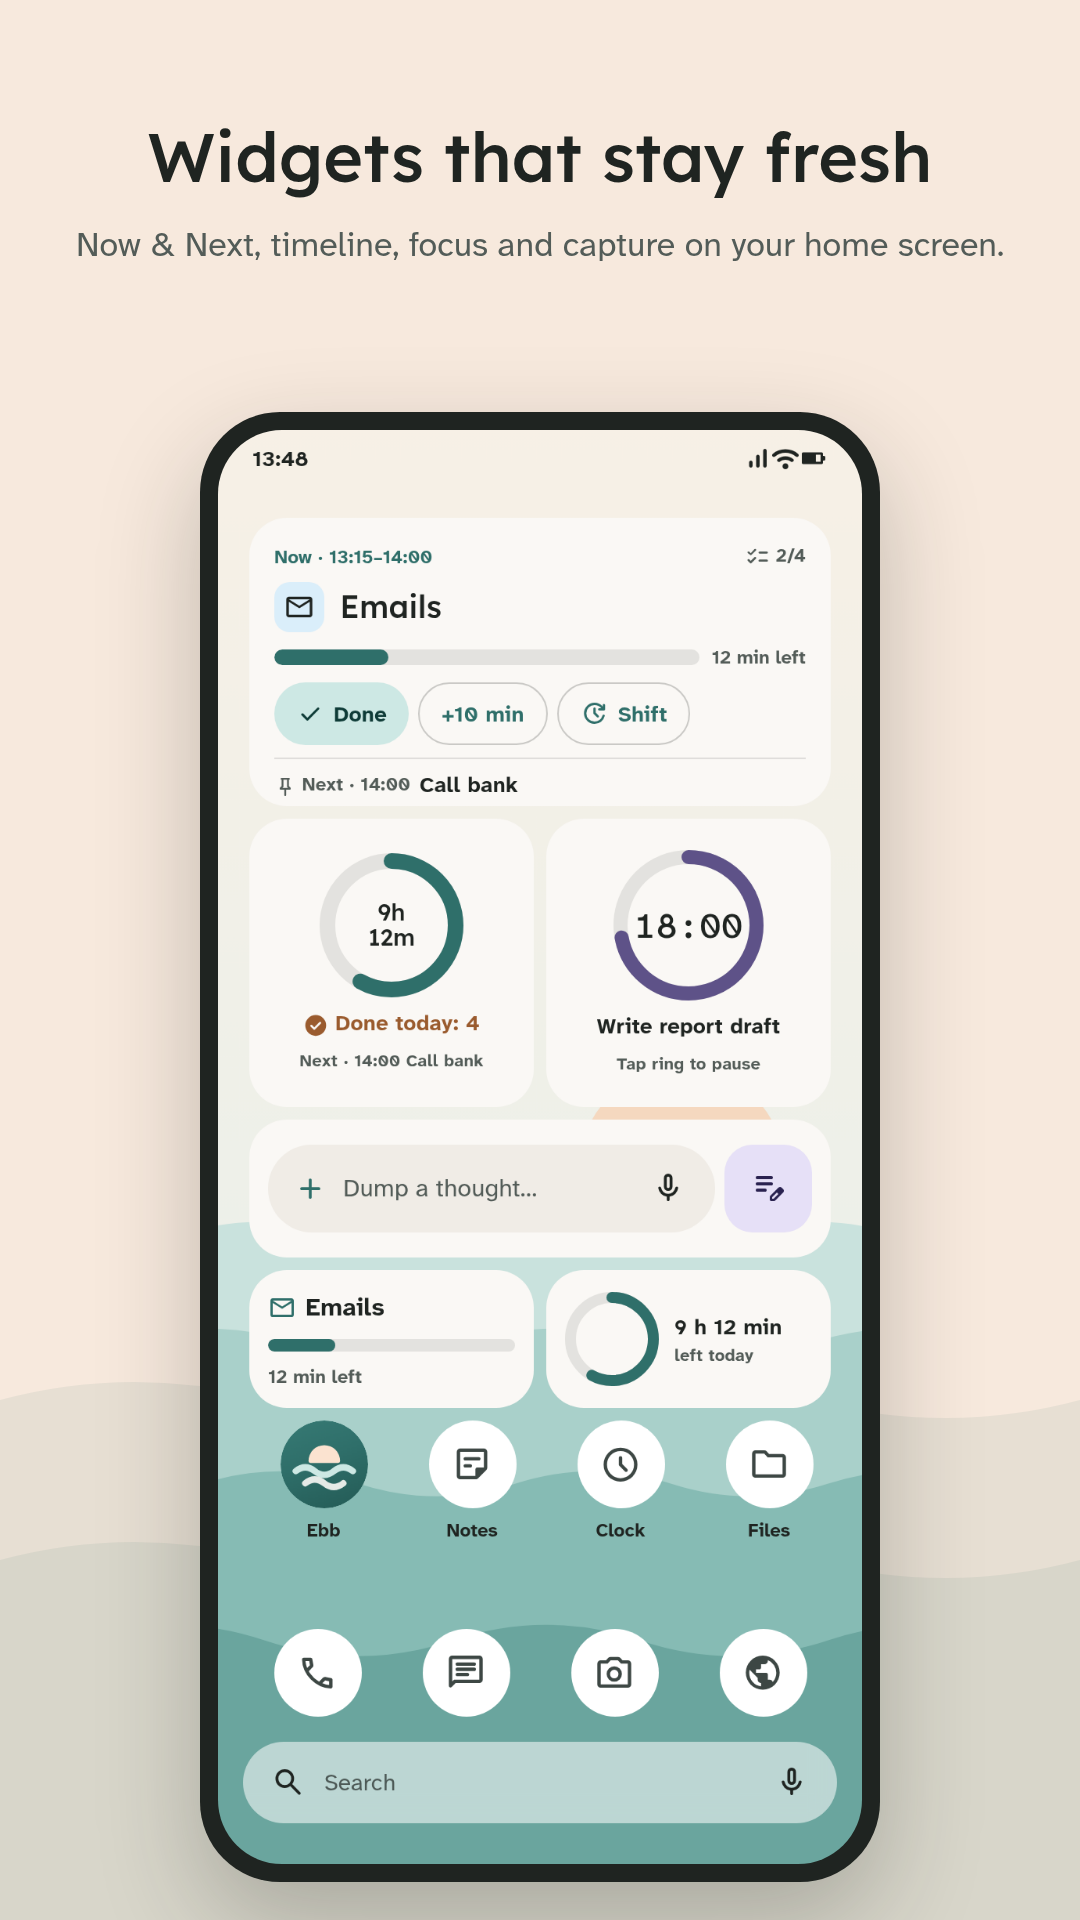 Widgets that stay fresh
Now & Next, timeline, focus and capture on your home screen.
13:48
Now · 13:15–14:00
2/4
Emails
12 min left
Done
+10 min
Shift
Next · 14:00 Call bank
9h
12m
Done today: 4
Next · 14:00 Call bank
18:00
Write report draft
Tap ring to pause
Dump a thought...
Emails
12 min left
9 h 12 min
left today
Ebb
Notes
Clock
Files
Search